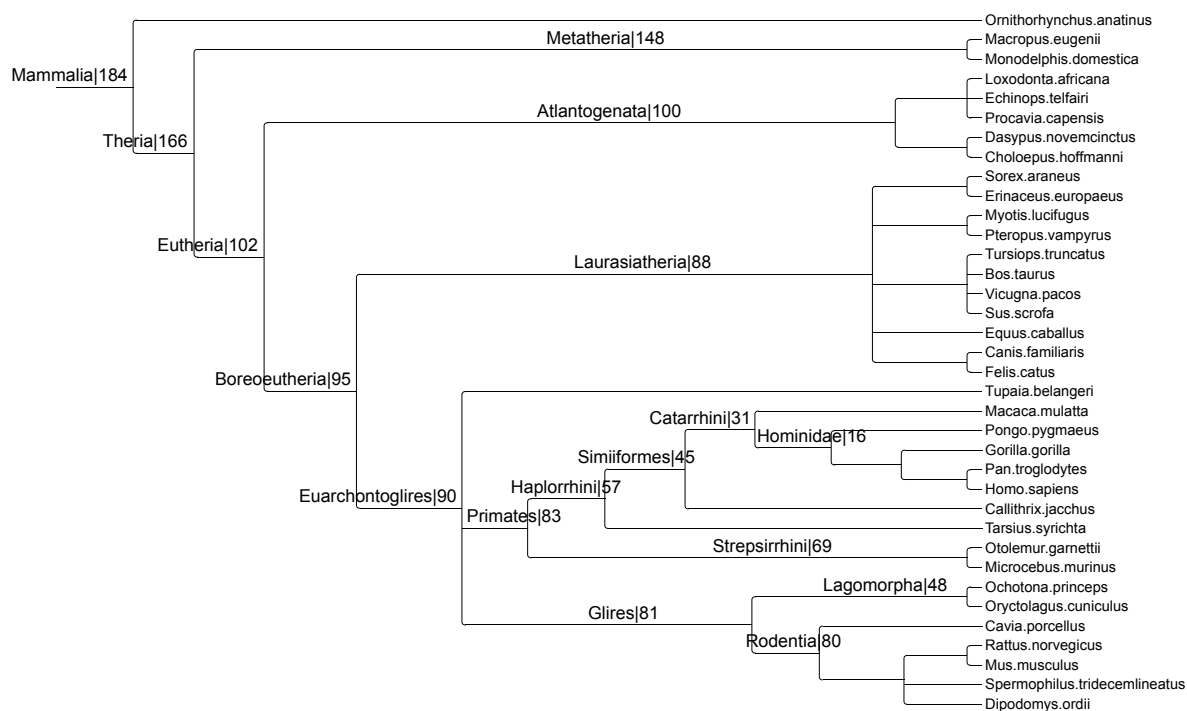 Ornithorhynchus.anatinus
Metatheria|148
Macropus.eugenii
Monodelphis.domestica
Mammalia|184
Loxodonta.africana
Echinops.telfairi
Atlantogenata|100
Procavia.capensis
Theria|166
Dasypus.novemcinctus
Choloepus.hoffmanni
Sorex.araneus
Erinaceus.europaeus
Myotis.lucifugus
Pteropus.vampyrus
Eutheria|102
Tursiops.truncatus
Laurasiatheria|88
Bos.taurus
Vicugna.pacos
Sus.scrofa
Equus.caballus
Canis.familiaris
Felis.catus
Boreoeutheria|95
Tupaia.belangeri
Macaca.mulatta
Catarrhini|31
Pongo.pygmaeus
Hominidae|16
Gorilla.gorilla
Simiiformes|45
Pan.troglodytes
Homo.sapiens
Haplorrhini|57
Euarchontoglires|90
Callithrix.jacchus
Primates|83
Tarsius.syrichta
Strepsirrhini|69
Otolemur.garnettii
Microcebus.murinus
Lagomorpha|48
Ochotona.princeps
Oryctolagus.cuniculus
Glires|81
Cavia.porcellus
Rodentia|80
Rattus.norvegicus
Mus.musculus
Spermophilus.tridecemlineatus
Dipodomys.ordii